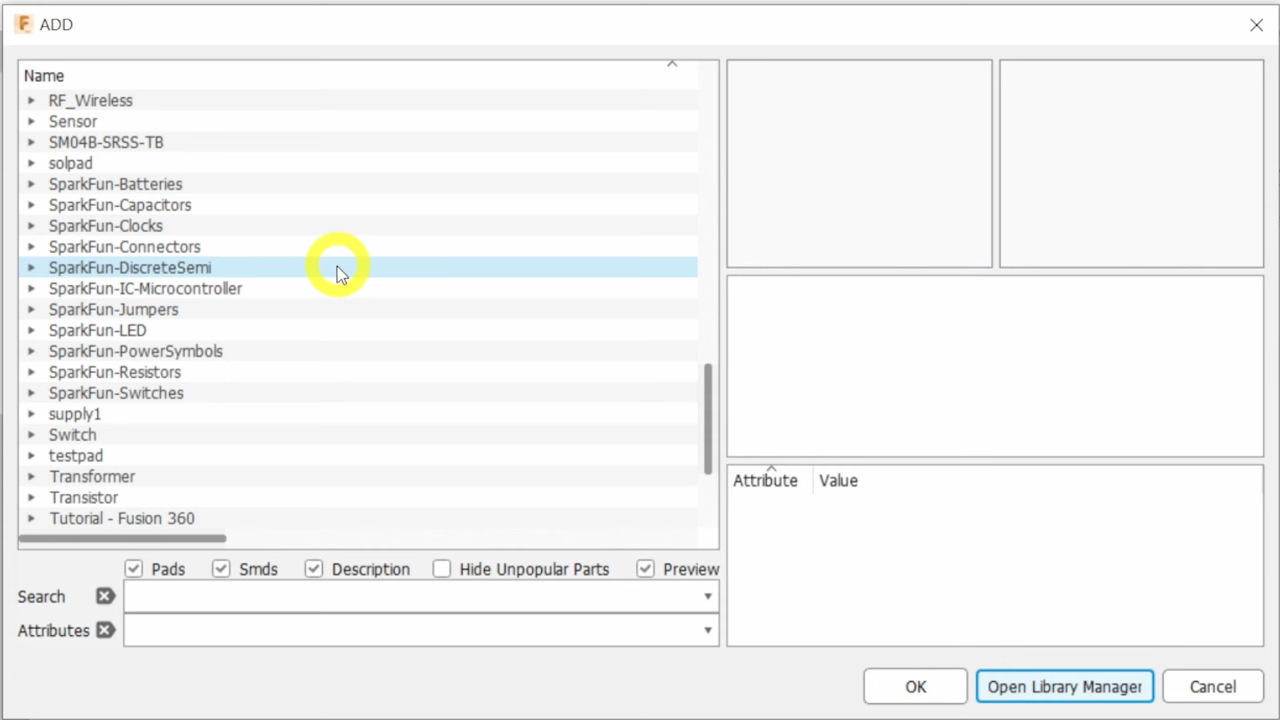 ADD
Name
RF_Wireless
Sensor
SM04B-SRSS-TB
solpad
SparkFun-Batteries
SparkFun-Capacitors
SparkFun-Clocks
SparkFun-Connectors
SparkFun-DiscreteSemi
SparkFun-IC-Microcontroller
SparkFun-Jumpers
SparkFun-LED
SparkFun-PowerSymbols
SparkFun-Resistors
SparkFun-Switches
supply1
Switch
testpad
Transformer
Transistor
Tutorial - Fusion 360
Attribute Value
Pads Smds Description Hide Unpopular Parts Preview
Search
Attributes
OK Open Library Manager Cancel